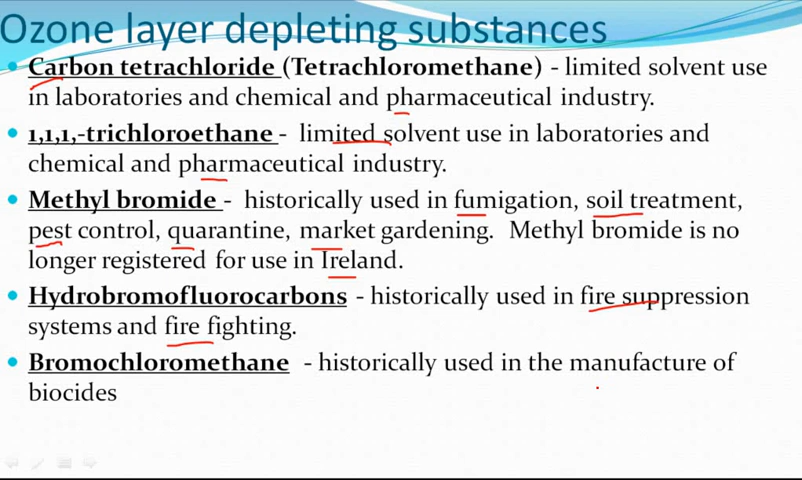 Ozone layer depleting substances
• Carbon tetrachloride (Tetrachloromethane) - limited solvent use
in laboratories and chemical and pharmaceutical industry.
• 1,1,1,-trichloroethane - limited solvent use in laboratories and
chemical and pharmaceutical industry.
• Methyl bromide - historically used in fumigation, soil treatment,
pest control, quarantine, market gardening. Methyl bromide is no
longer registered for use in Ireland.
• Hydrobromofluorocarbons - historically used in fire suppression
systems and fire fighting.
• Bromochloromethane - historically used in the manufacture of
biocides